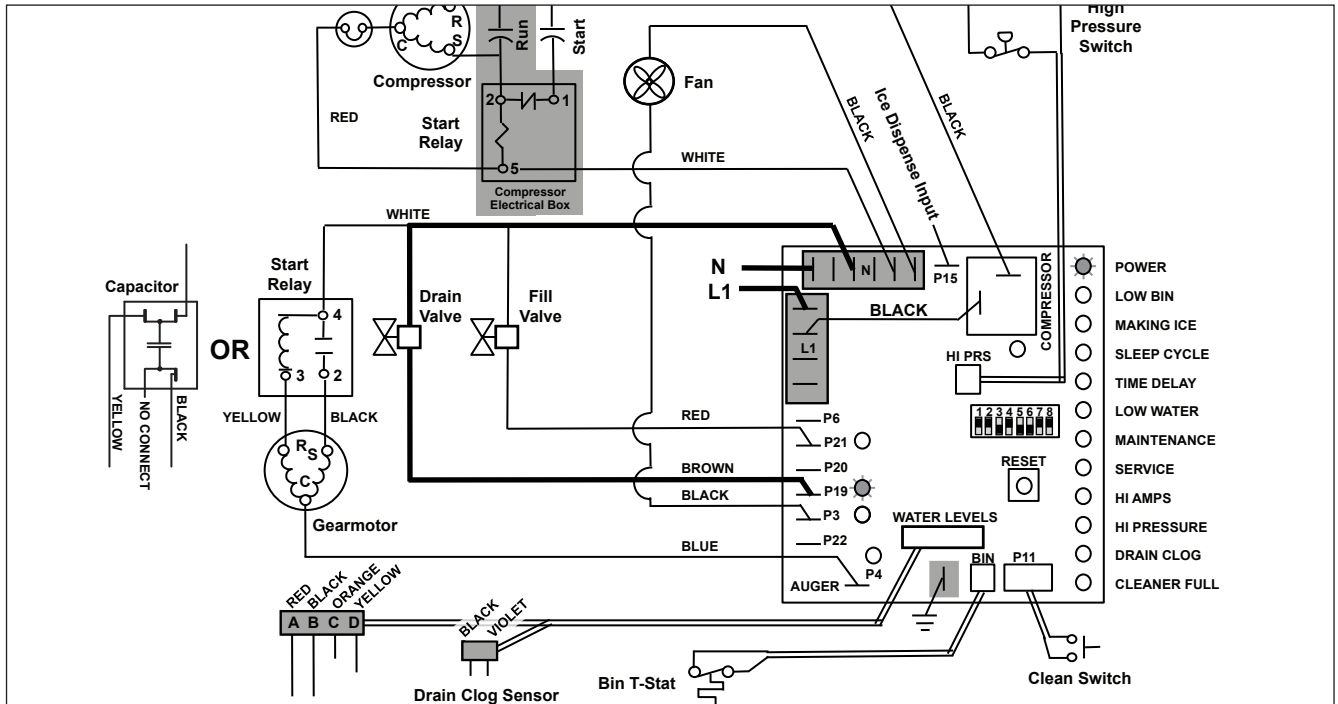 High
Pressure
Switch
R
S
C
Run
Start
Compressor
Fan
2
1
RED
Start
Relay
BLACK
Ice Dispense Input
BLACK
5
WHITE
Compressor
Electrical Box
WHITE
N
N
P15
COMPRESSOR
POWER
Capacitor
Start
Relay
L1
LOW BIN
Drain
Valve
Fill
Valve
BLACK
4
MAKING ICE
OR
L1
HI PRS
SLEEP CYCLE
3
2
TIME DELAY
YELLOW
NO CONNECT
BLACK
YELLOW
BLACK
RED
P6
1 2 3 4 5 6 7 8
LOW WATER
P21
MAINTENANCE
R
S
C
BROWN
P20
RESET
SERVICE
P19
BLACK
HI AMPS
Gearmotor
P3
WATER LEVELS
HI PRESSURE
BLUE
P22
DRAIN CLOG
BIN
P11
P4
AUGER
CLEANER FULL
RED
BLACK
ORANGE
YELLOW
A B C D
BLACK
VIOLET
Bin T-Stat
Clean Switch
Drain Clog Sensor